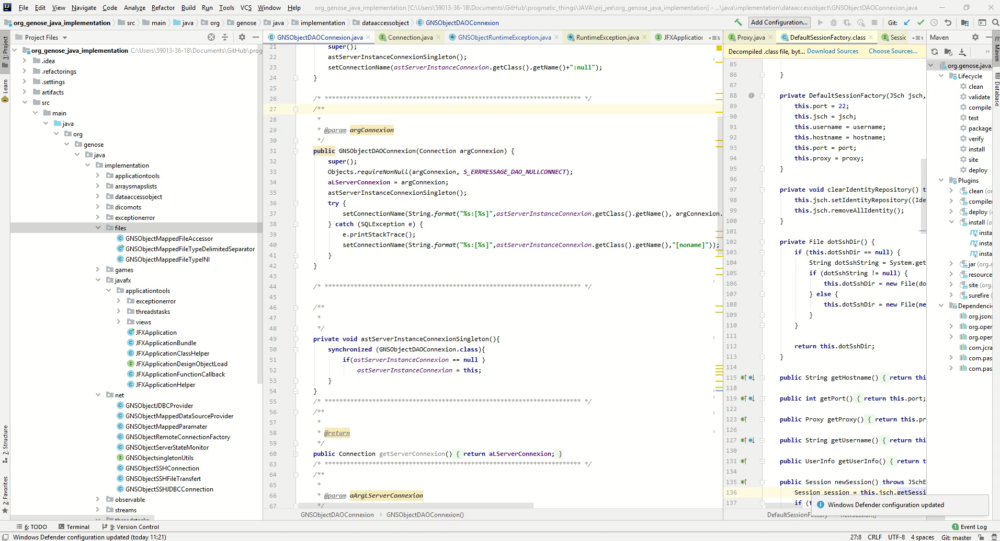 File Edit View Navigate Code Analyze Refactor Build Run Tools VCS Window Help org_genose_java_implementation [C:\Users\59013-36-18\Documents\GitHub\progmatic_things\JAVA\prj_jee\org_genose_java_implementation] - ...\java\implementation\dataaccessobject\GNSObjectDAOConnexion.java
org_genose_java_implementation src main java org genose java implementation dataaccessobject GNSObjectDAOConnexion Add Configuration... Git:
Project Files
GNSObjectDAOConnexion.java Connection.java GNSObjectRuntimeException.java RuntimeException.java JFXApplication
Proxy.java DefaultSessionFactory.class Sessic Maven
1: Project
Learn
7: Structure
2: Favorites
org_genose_java_implementation C:\Users\59013-36-18\Documents\GitHub\prog
.idea
.refactorings
.settings
artifacts
src
main
java
org
genose
java
implementation
applicationtools
arraysmapslists
dataaccessobject
dicomots
exceptionerror
files
GNSObjectMappedFileAccessor
GNSObjectMappedFileTypeDelimitedSeparator
GNSObjectMappedFileTypeINI
games
javafx
applicationtools
exceptionerror
threadstasks
views
JFXApplication
JFXApplicationBundle
JFXApplicationClassHelper
JFXApplicationDesignObjectLoad
JFXApplicationFunctionCallback
JFXApplicationHelper
net
GNSObjectJDBCProvider
GNSObjectMappedDataSourceProvider
GNSObjectMappedParamater
GNSObjectRemoteConnectionFactory
GNSObjectServerStateMonitor
GNSObjectsingletonUtils
GNSObjectSSHConnection
GNSObjectSSHFileTransfert
GNSObjectSSHJDBCConnection
observable
streams
21 super();
22 astServerInstanceConnexionSingleton();
23 setConnectionName(astServerInstanceConnexion.getClass().getName()+":null");
24 }
25
26 /* ********************************************************************** */
27 /**
28 *
29 * @param argConnexion
30 */
31 public GNSObjectDAOConnexion(Connection argConnexion) {
32 super();
33 Objects.requireNonNull(argConnexion, S_ERRMESSAGE_DAO_NULLCONNECT);
34 aLServerConnexion = argConnexion;
35 astServerInstanceConnexionSingleton();
36 try {
37 setConnectionName(String.format("%s:[%s]",astServerInstanceConnexion.getClass().getName(), argConnexion.
38 } catch (SQLException e) {
39 e.printStackTrace();
40 setConnectionName(String.format("%s:[%s]",astServerInstanceConnexion.getClass().getName(),"[noname]"));
41 }
42 }
43
44 /* ********************************************************************** */
45
46 /**
47 *
48 */
49 private void astServerInstanceConnexionSingleton(){
50 synchronized (GNSObjectDAOConnexion.class){
51 if(astServerInstanceConnexion == null )
52 astServerInstanceConnexion = this;
53 }
54 }
55 /* ********************************************************************** */
56 /**
57 *
58 * @return
59 */
60 public Connection getServerConnexion() { return aLServerConnexion; }
63 /* ********************************************************************** */
64 /**
65 *
66 * @param aArgLServerConnexion
67 */
GNSObjectDAOConnexion GNSObjectDAOConnexion()
Decompiled .class file, byt... Download Sources Choose Sources...
85
86 }
87
88 @ private DefaultSessionFactory(JSch jsch,
89 this.port = 22;
90 this.jsch = jsch;
91 this.username = username;
92 this.hostname = hostname;
93 this.port = port;
94 this.proxy = proxy;
95 }
96
97 private void clearIdentityRepository() t
98 this.jsch.setIdentityRepository((Ide
99 this.jsch.removeAllIdentity();
100 }
101
102 private File dotSshDir() {
103 if (this.dotSshDir == null) {
104 String dotSshString = System.get
105 if (dotSshString != null) {
106 this.dotSshDir = new File(do
107 } else {
108 this.dotSshDir = new File(ne
109 }
110 }
111
112 return this.dotSshDir;
113 }
114
115 public String getHostname() { return thi
118
119 public int getPort() { return this.port;
122
123 public Proxy getProxy() { return this.pr
126
127 public String getUsername() { return thi
130
131 public UserInfo getUserInfo() { return t
134
135 public Session newSession() throws JSchE
136 Session session = this.jsch.getSessi
137 if (
DefaultSessionFactory newSession()
org.genose.java.
Lifecycle
clean
validate
compile
test
package
verify
install
site
deploy
Plugins
clean (or
compiler
deploy (
install (o
insta
insta
insta
jar (org.a
resource
site (org.
surefire (
Dependenci
org.json:
org.oper
org.oper
com.jcra
com.pas
com.pas
Maven
Database
Windows Defender configuration updated
6: TODO Terminal 9: Version Control 1 Event Log
Windows Defender configuration updated (today 11:21) 27:8 CRLF UTF-8 4 spaces Git: master